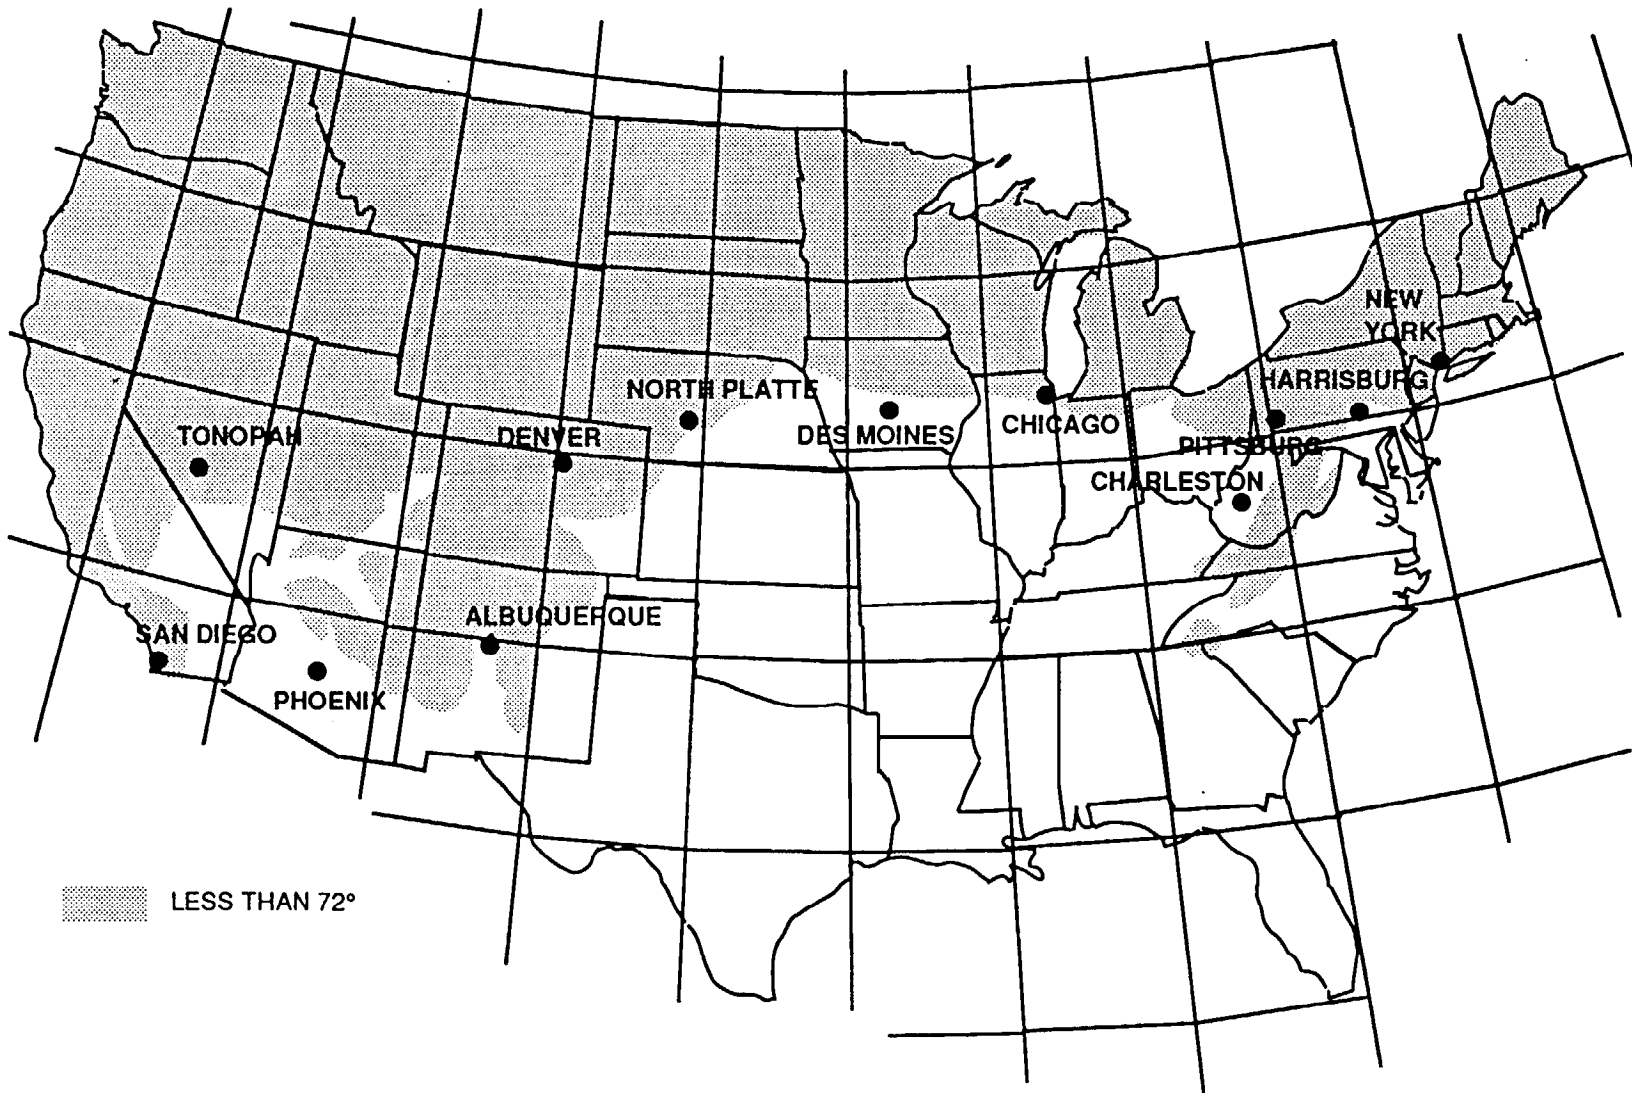 NEW
YORK
HARRISBURG
NORTH PLATTE
CHICAGO
TONOPAH
DENVER
DES MOINES
PITTSBURG
CHARLESTON
ALBUQUERQUE
SAN DIEGO
PHOENIX
LESS THAN 72°